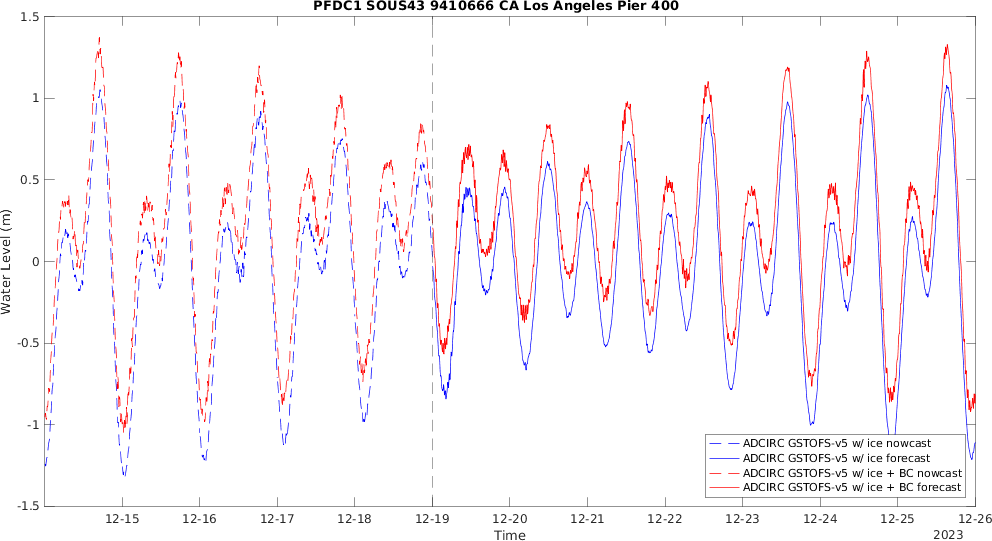 PFDC1 SOUS43 9410666 CA Los Angeles Pier 400
1.5
1
0.5
0
-0.5
-1
-1.5
Water Level (m)
ADCIRC GSTOFS-v5 w/ ice nowcast
ADCIRC GSTOFS-v5 w/ ice forecast
ADCIRC GSTOFS-v5 w/ ice + BC nowcast
ADCIRC GSTOFS-v5 w/ ice + BC forecast
12-15 12-16 12-17 12-18 12-19 12-20 12-21 12-22 12-23 12-24 12-25 12-26
Time
2023